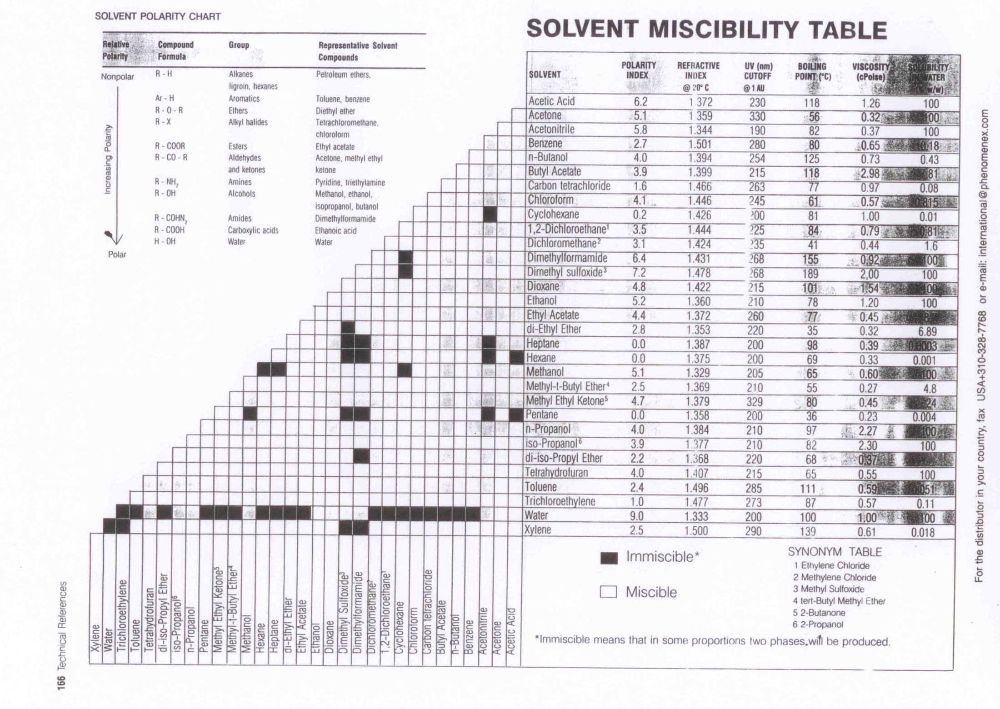 SOLVENT POLARITY CHART
Relative Polarity Compound Formula Group Representative Solvent Compounds
Nonpolar R - H Alkanes Petroleum ethers,
ligroin, hexanes
Ar - H Aromatics Toluene, benzene
R - O - R Ethers Diethyl ether
R - X Alkyl halides Tetrachloromethane,
chloroform
R - COOR Esters Ethyl acetate
R - CO - R Aldehydes Acetone, methyl ethyl
and ketones ketone
R - NH₂ Amines Pyridine, triethylamine
R - OH Alcohols Methanol, ethanol,
isopropanol, butanol
R - COHN₂ Amides Dimethylformamide
R - COOH Carboxylic acids Ethanoic acid
H - OH Water Water
Increasing Polarity
Polar
SOLVENT MISCIBILITY TABLE
SOLVENT POLARITY INDEX REFRACTIVE INDEX @ 20° C UV (nm) CUTOFF @ 1 AU BOILING POINT (°C) VISCOSITY (cPoise) SOLUBILITY IN WATER (% w/w)
Acetic Acid 6.2 1 372 230 118 1.26 100
Acetone 5.1 1 359 330 56 0.32 100
Acetonitrile 5.8 1.344 190 82 0.37 100
Benzene 2.7 1.501 280 80 0.65 0.18
n-Butanol 4.0 1.394 254 125 0.73 0.43
Butyl Acetate 3.9 1.399 215 118 2.98 7.81
Carbon tetrachloride 1.6 1.466 263 77 0.97 0.08
Chloroform 4.1 1.446 245 61 0.57 0.815
Cyclohexane 0.2 1.426 200 81 1.00 0.01
1,2-Dichloroethane¹ 3.5 1.444 225 84 0.79 0.81
Dichloromethane² 3.1 1.424 235 41 0.44 1.6
Dimethylformamide 6.4 1.431 268 155 0.92 100
Dimethyl sulfoxide³ 7.2 1.478 268 189 2,00 100
Dioxane 4.8 1.422 215 101 1.54 100
Ethanol 5.2 1.360 210 78 1.20 100
Ethyl Acetate 4.4 1.372 260 77 0.45
di-Ethyl Ether 2.8 1.353 220 35 0.32 6.89
Heptane 0.0 1.387 200 98 0.39 0.0003
Hexane 0.0 1.375 200 69 0.33 0.001
Methanol 5.1 1.329 205 65 0.60 100
Methyl-t-Butyl Ether⁴ 2.5 1.369 210 55 0.27 4.8
Methyl Ethyl Ketone⁵ 4.7 1.379 329 80 0.45 24
Pentane 0.0 1.358 200 36 0.23 0.004
n-Propanol 4.0 1.384 210 97 2.27 100
iso-Propanol⁶ 3.9 1.377 210 82 2.30 100
di-iso-Propyl Ether 2.2 1.368 220 68 0.37
Tetrahydrofuran 4.0 1.407 215 65 0.55 100
Toluene 2.4 1.496 285 111 0.59 0.051
Trichloroethylene 1.0 1.477 273 87 0.57 0.11
Water 9.0 1.333 200 100 1.00 100
Xylene 2.5 1.500 290 139 0.61 0.018
Xylene
Water
Trichloroethylene
Toluene
Tetrahydrofuran
di-iso-Propyl Ether
iso-Propanol⁶
n-Propanol
Pentane
Methyl Ethyl Ketone⁵
Methyl-t-Butyl Ether⁴
Methanol
Hexane
Heptane
di-Ethyl Ether
Ethyl Acetate
Ethanol
Dioxane
Dimethyl Sulfoxide³
Dimethylformamide
Dichloromethane²
1,2-Dichloroethane¹
Cyclohexane
Chloroform
Carbon tetrachloride
Butyl Acetate
n-Butanol
Benzene
Acetonitrile
Acetone
Acetic Acid
Immiscible*
Miscible
SYNONYM TABLE
1 Ethylene Chloride
2 Methylene Chloride
3 Methyl Sulfoxide
4 tert-Butyl Methyl Ether
5 2-Butanone
6 2-Propanol
*Immiscible means that in some proportions two phases will be produced.
166 Technical References
For the distributor in your country, fax USA+310-328-7768 or e-mail: international@phenomenex.com